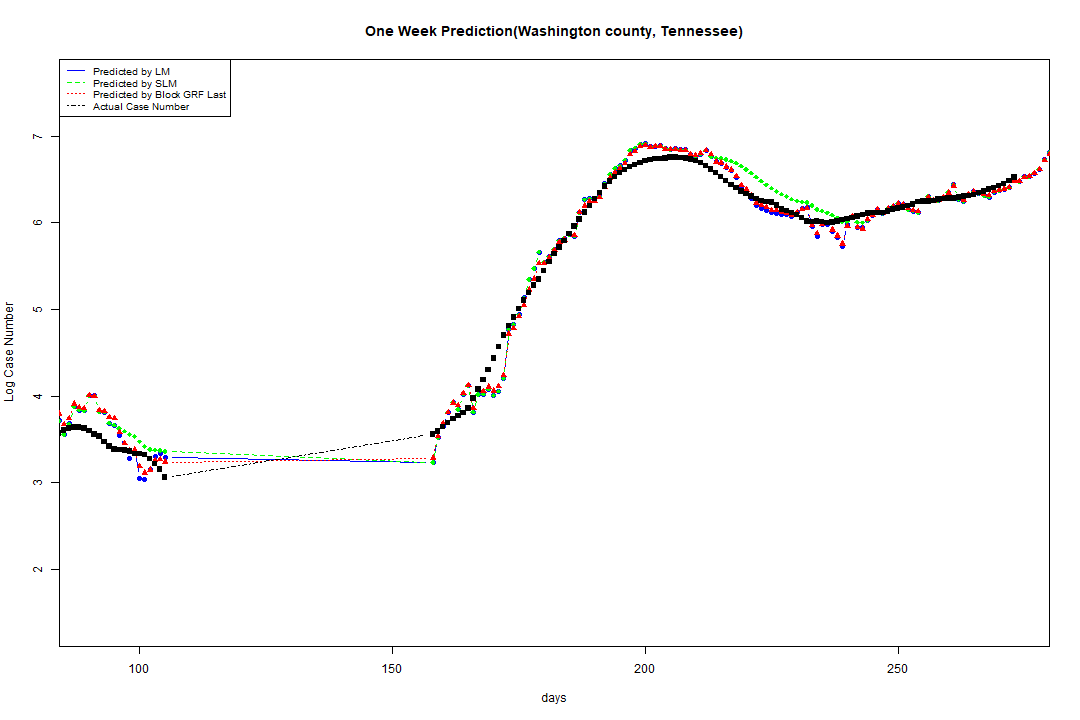 One Week Prediction(Washington county, Tennessee)
Predicted by LM
Predicted by SLM
Predicted by Block GRF Last
Actual Case Number
7
6
5
4
3
2
Log Case Number
100 150 200 250
days